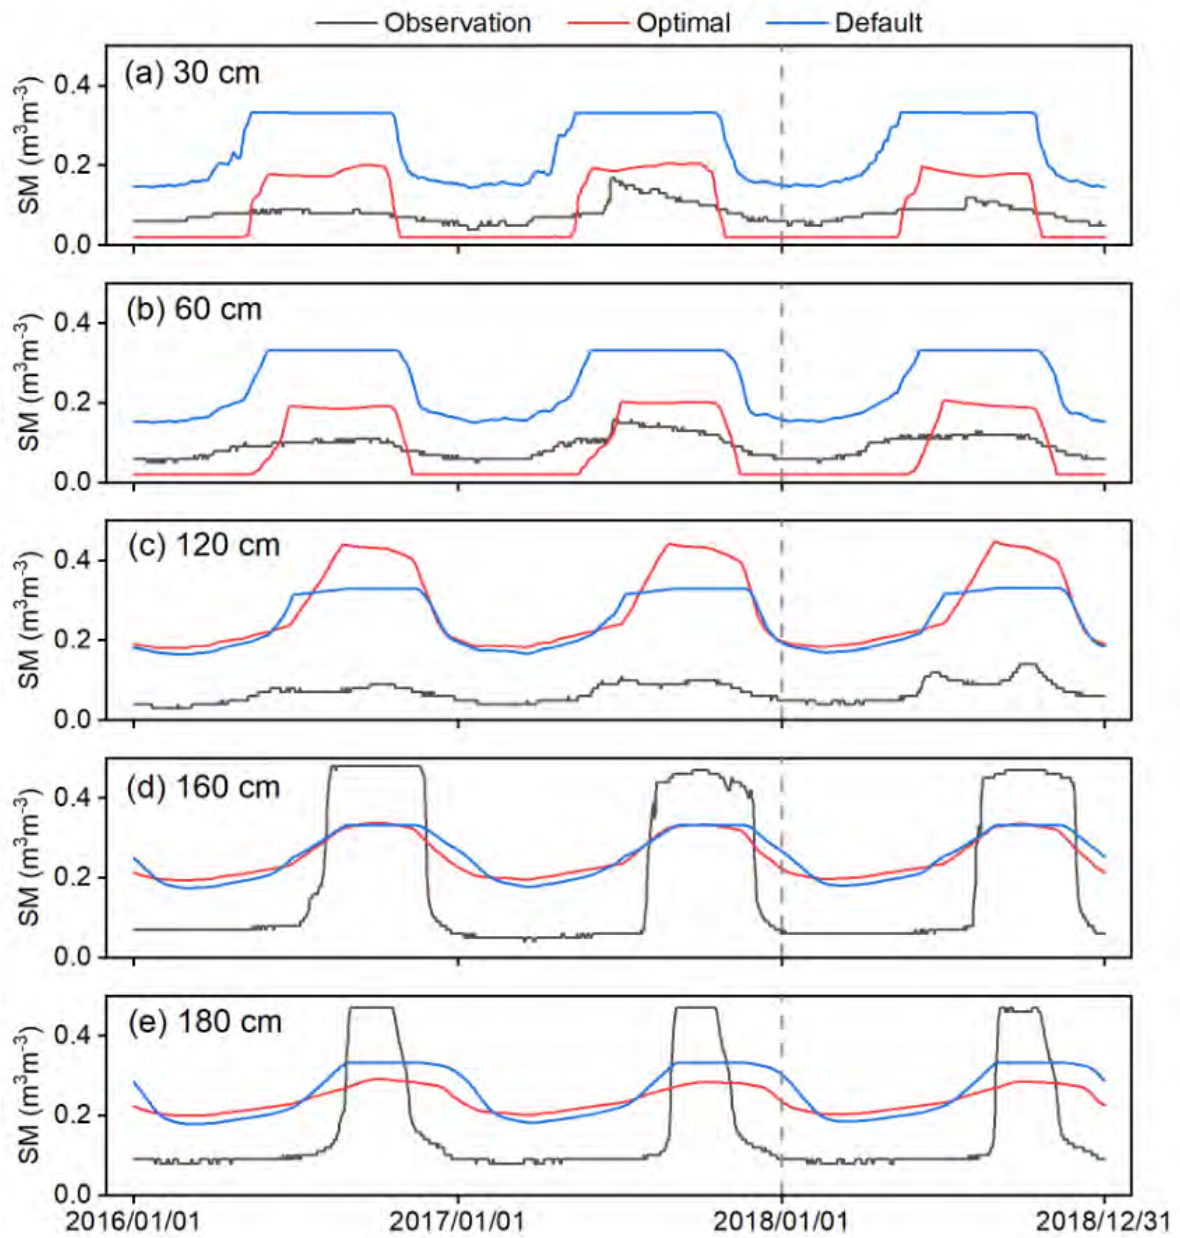 Observation Optimal Default
(a) 30 cm
SM (m³m⁻³)
0.4
0.2
0.0
(b) 60 cm
SM (m³m⁻³)
0.4
0.2
0.0
(c) 120 cm
SM (m³m⁻³)
0.4
0.2
0.0
(d) 160 cm
SM (m³m⁻³)
0.4
0.2
0.0
(e) 180 cm
SM (m³m⁻³)
0.4
0.2
0.0
2016/01/01 2017/01/01 2018/01/01 2018/12/31